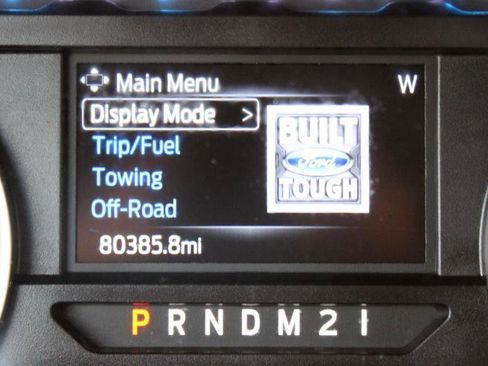 Main Menu W
Display Mode >
Trip/Fuel
Towing
Off-Road
BUILT
Ford
TOUGH
80385.8mi
P R N D M 2 1